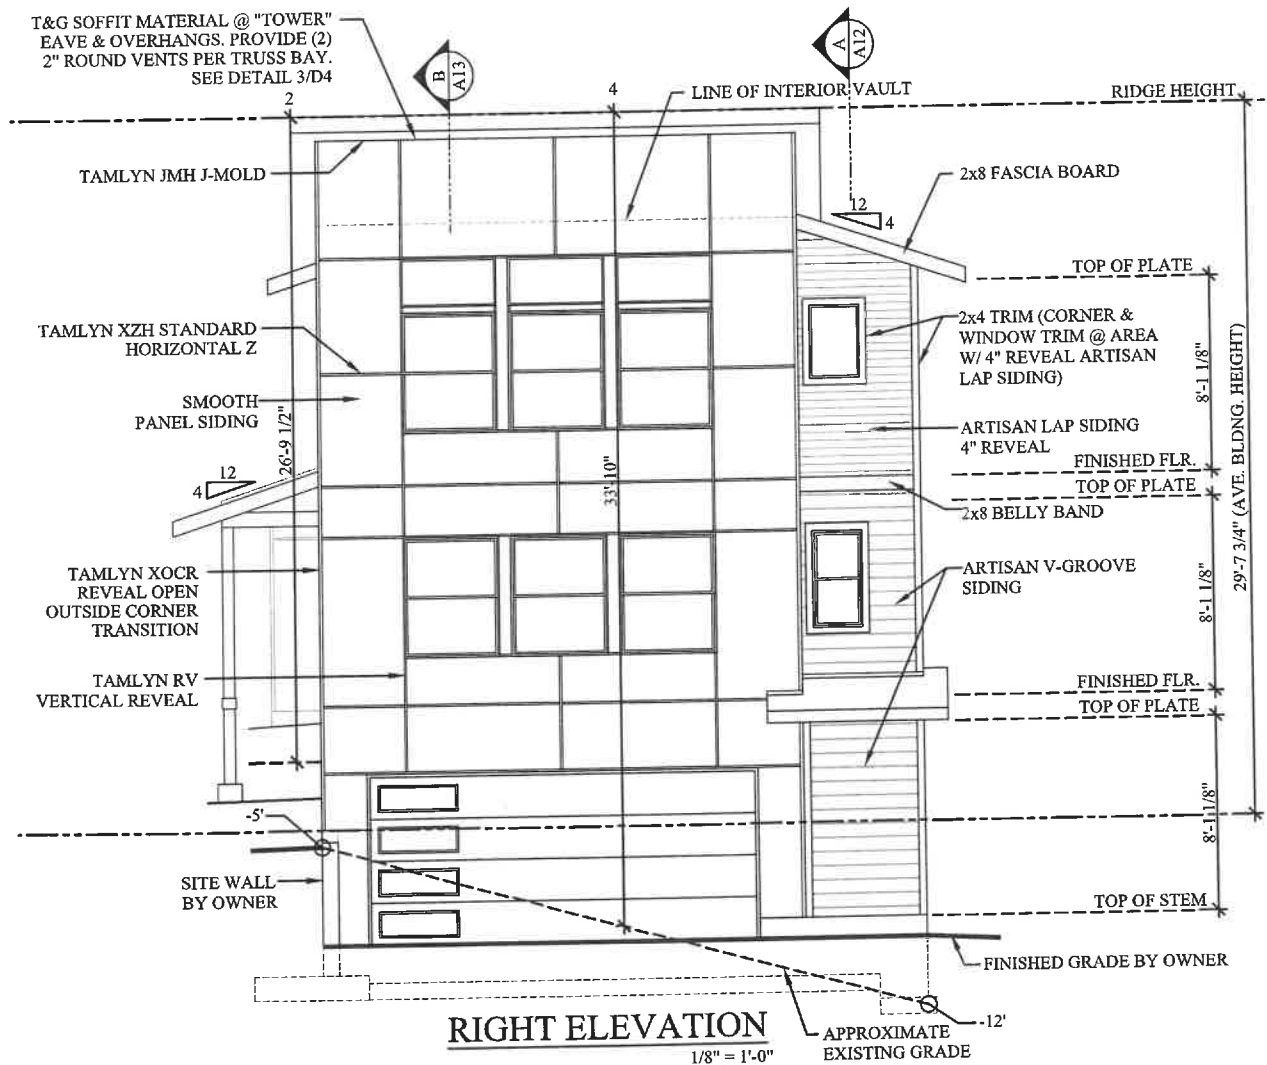 T&G SOFFIT MATERIAL @ "TOWER"
EAVE & OVERHANGS. PROVIDE (2)
2" ROUND VENTS PER TRUSS BAY.
SEE DETAIL 3/D4
B
A13
A
A12
2
4
LINE OF INTERIOR VAULT
RIDGE HEIGHT
TAMLYN JMH J-MOLD
2x8 FASCIA BOARD
12
4
TOP OF PLATE
TAMLYN XZH STANDARD
HORIZONTAL Z
2x4 TRIM (CORNER &
WINDOW TRIM @ AREA
W/ 4" REVEAL ARTISAN
LAP SIDING)
8'-1 1/8"
SMOOTH
PANEL SIDING
26'-9 1/2"
ARTISAN LAP SIDING
4" REVEAL
29'-7 3/4" (AVE. BLDNG. HEIGHT)
FINISHED FLR.
TOP OF PLATE
12
4
33'-10"
2x8 BELLY BAND
TAMLYN XOCR
REVEAL OPEN
OUTSIDE CORNER
TRANSITION
ARTISAN V-GROOVE
SIDING
8'-1 1/8"
TAMLYN RV
VERTICAL REVEAL
FINISHED FLR.
TOP OF PLATE
-5'
8'-1 1/8"
SITE WALL
BY OWNER
TOP OF STEM
FINISHED GRADE BY OWNER
-12'
RIGHT ELEVATION
1/8" = 1'-0"
APPROXIMATE
EXISTING GRADE